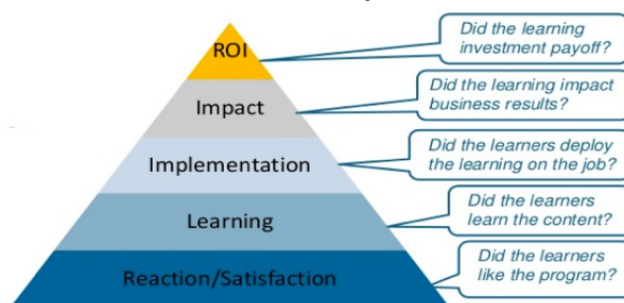 ROI
Did the learning
investment payoff?
Impact
Did the learning impact
business results?
Implementation
Did the learners deploy
the learning on the job?
Learning
Did the learners
learn the content?
Reaction/Satisfaction
Did the learners
like the program?